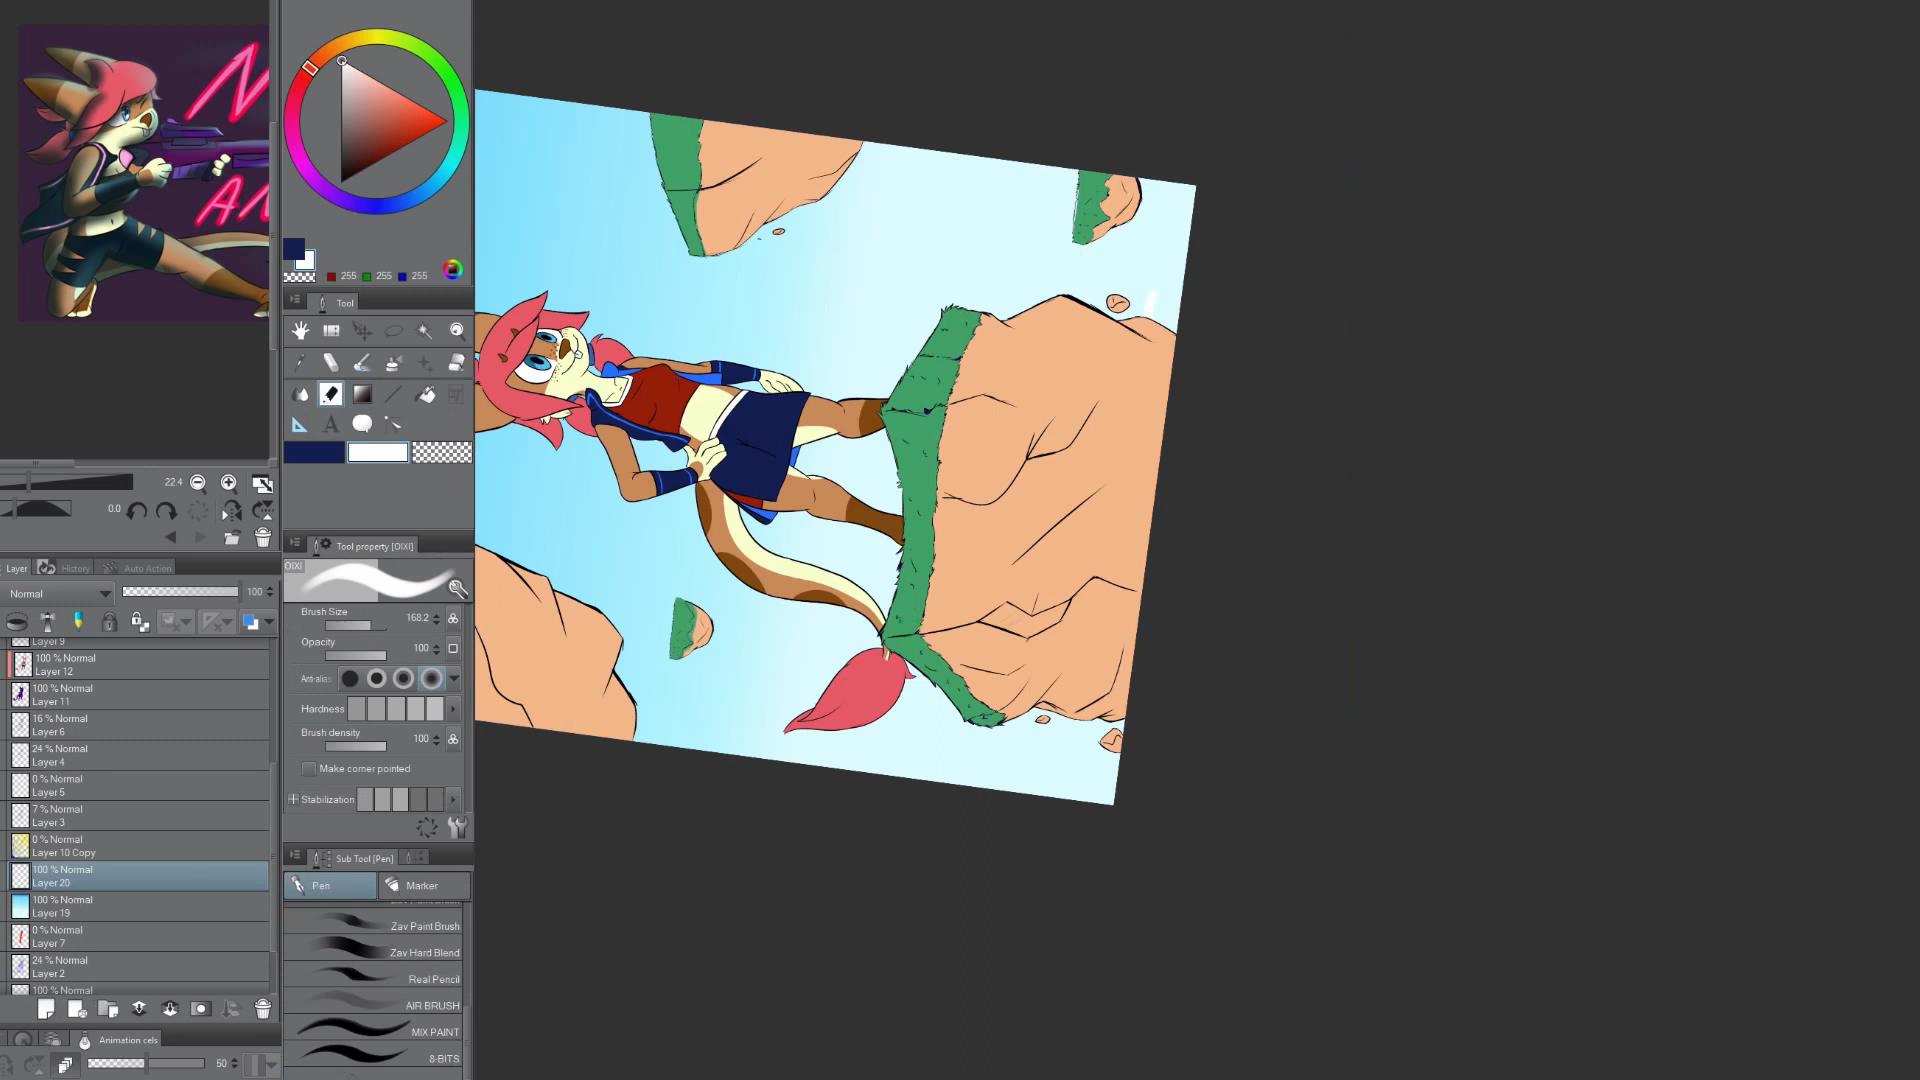 N
AN
255 255 255
Tool
22.4
0.0
Tool property [OIXI]
OIXI
Brush Size 168.2
Opacity 100
Anti-alias
Hardness
Brush density 100
Make corner pointed
Stabilization
Layer History Auto Action
Normal 100
Layer 9
100 % Normal
Layer 12
100 % Normal
Layer 11
16 % Normal
Layer 6
24 % Normal
Layer 4
0 % Normal
Layer 5
7 % Normal
Layer 3
0 % Normal
Layer 10 Copy
100 % Normal
Layer 20
100 % Normal
Layer 19
0 % Normal
Layer 7
24 % Normal
Layer 2
100 % Normal
Animation cels
50
Sub Tool [Pen]
Pen Marker
Zav Paint Brush
Zav Hard Blend
Real Pencil
AIR BRUSH
MIX PAINT
8-BITS